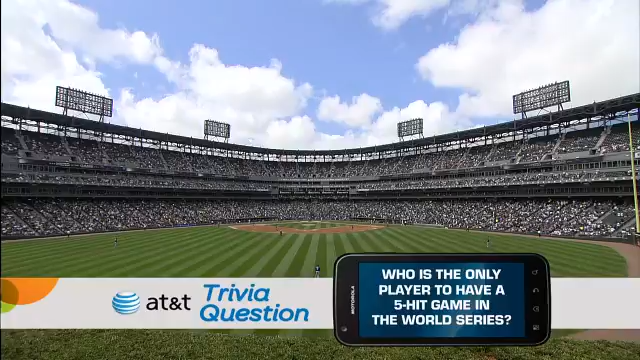 at&t
Trivia
Question
MOTOROLA
WHO IS THE ONLY
PLAYER TO HAVE A
5-HIT GAME IN
THE WORLD SERIES?